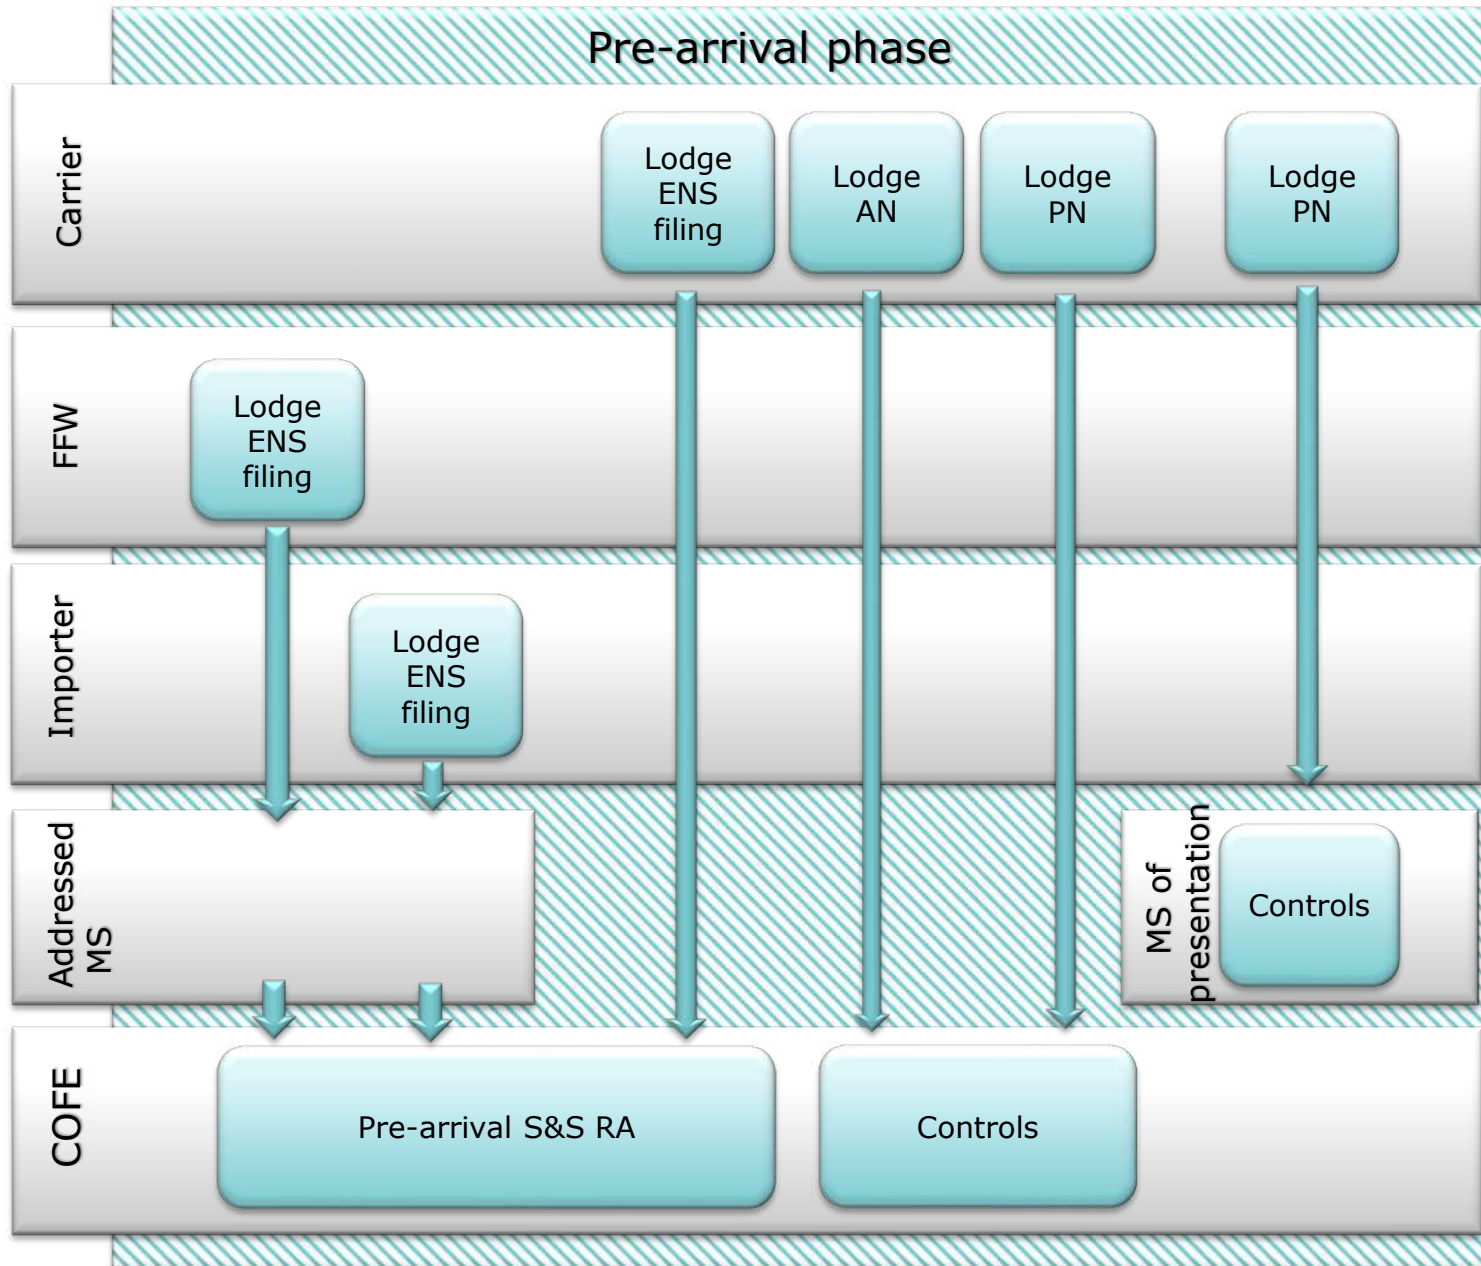 Pre-arrival phase
Carrier
Lodge
ENS
filing
Lodge
AN
Lodge
PN
Lodge
PN
FFW
Lodge
ENS
filing
Importer
Lodge
ENS
filing
Addressed
MS
MS of
presentation
Controls
COFE
Pre-arrival S&S RA
Controls